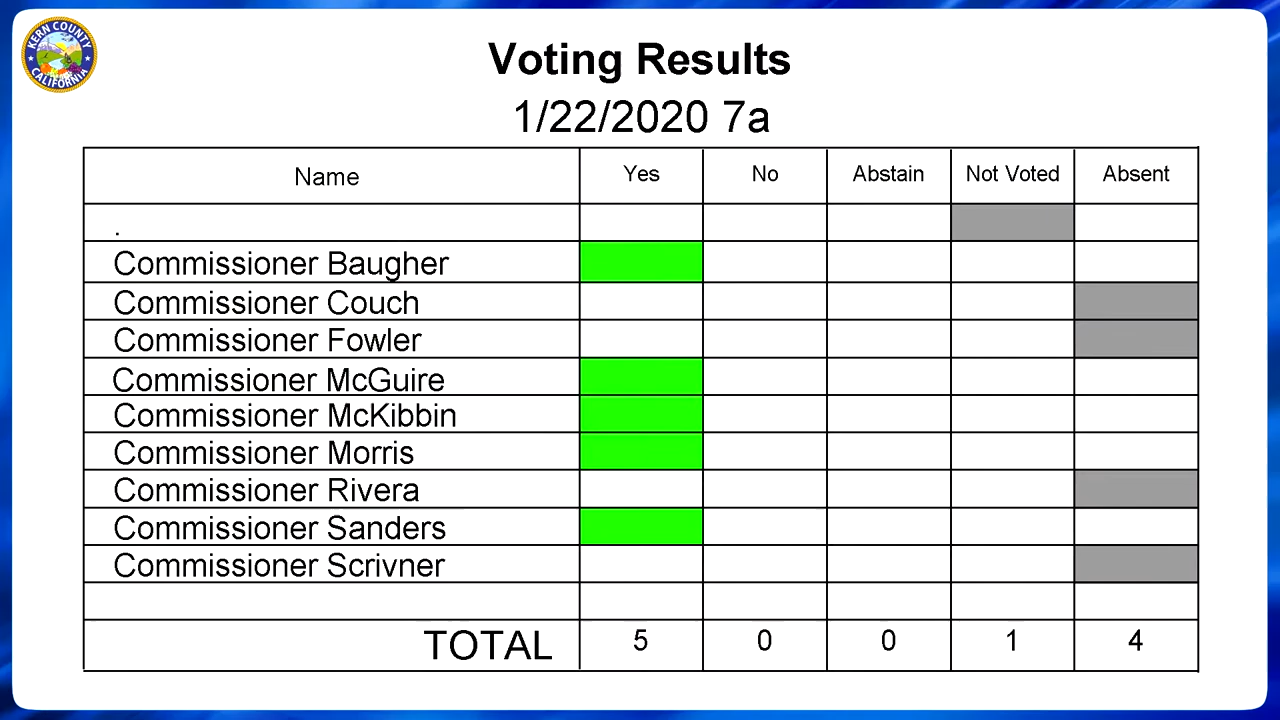 KERN COUNTY
CALIFORNIA
Voting Results
1/22/2020 7a
Name Yes No Abstain Not Voted Absent
.
Commissioner Baugher
Commissioner Couch
Commissioner Fowler
Commissioner McGuire
Commissioner McKibbin
Commissioner Morris
Commissioner Rivera
Commissioner Sanders
Commissioner Scrivner
TOTAL 5 0 0 1 4